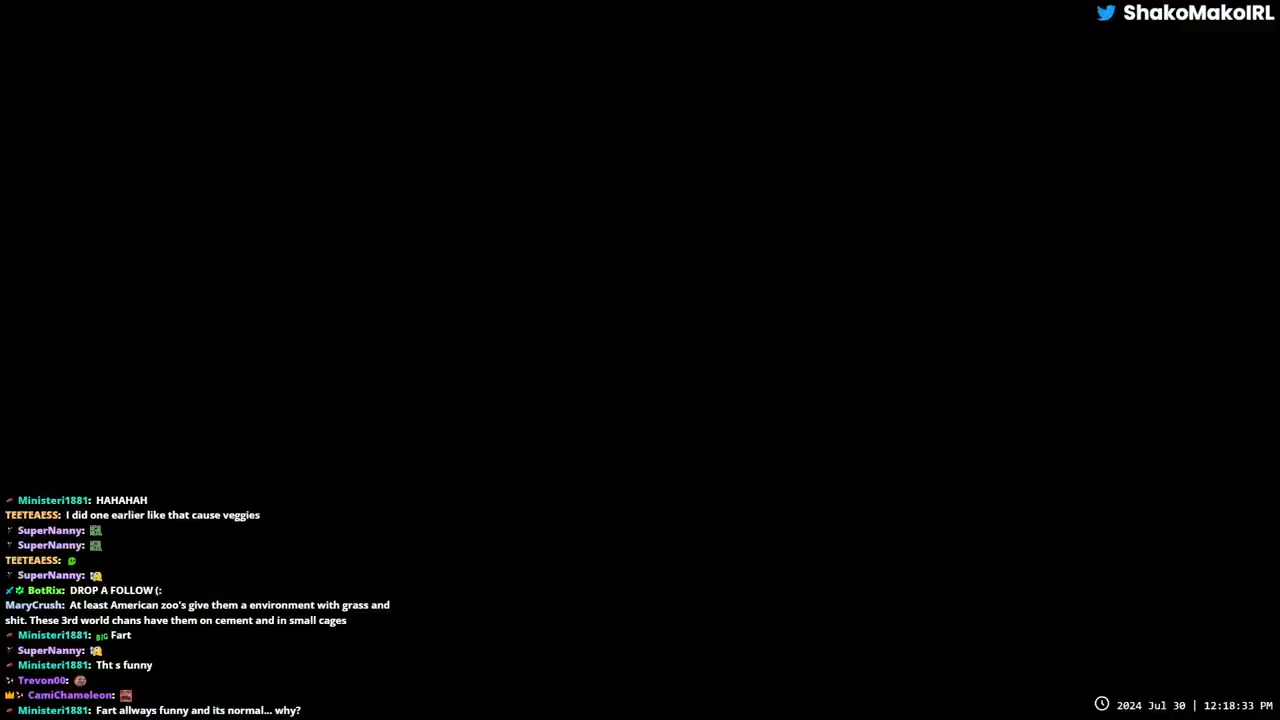 ShakoMakoIRL
Ministeri1881: HAHAHAH
TEETEAESS: I did one earlier like that cause veggies
SuperNanny:
SuperNanny:
TEETEAESS:
SuperNanny:
BotRix: DROP A FOLLOW (:
MaryCrush: At least American zoo's give them a environment with grass and
shit. These 3rd world chans have them on cement and in small cages
Ministeri1881: BIG Fart
SuperNanny:
Ministeri1881: Tht s funny
Trevon00:
CamiChameleon:
Ministeri1881: Fart allways funny and its normal... why?
2024 Jul 30 | 12:18:33 PM